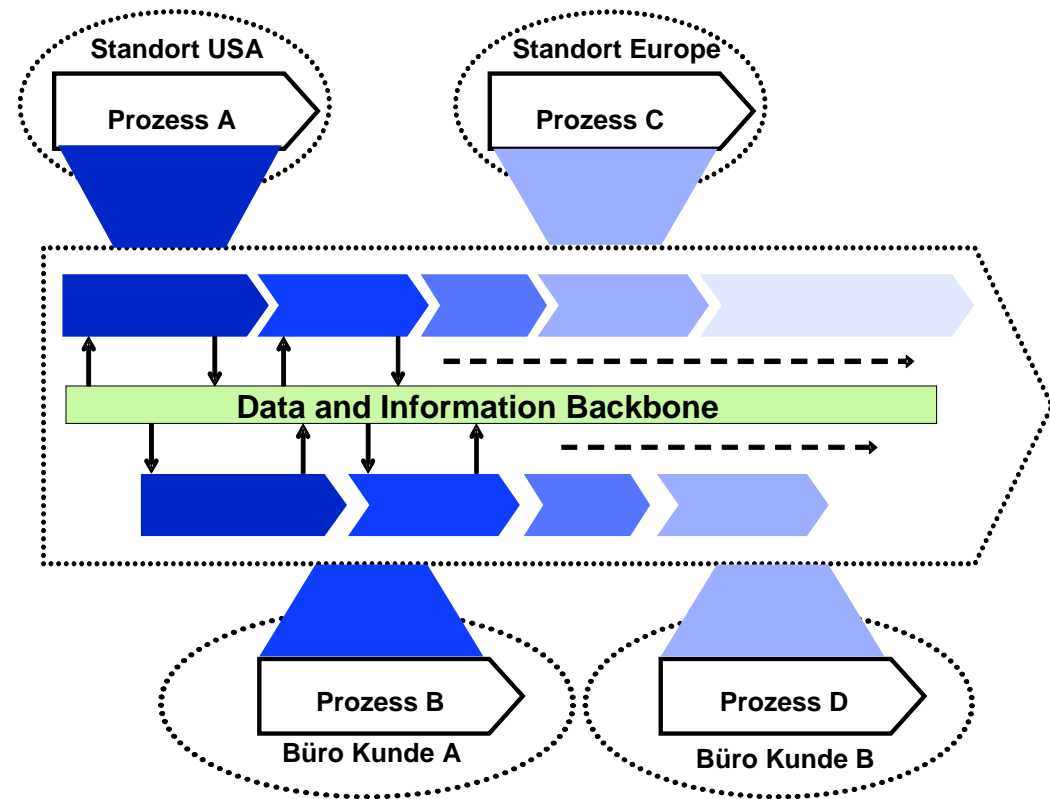 Standort USA
Prozess A
Standort Europe
Prozess C
Data and Information Backbone
Prozess B
Büro Kunde A
Prozess D
Büro Kunde B